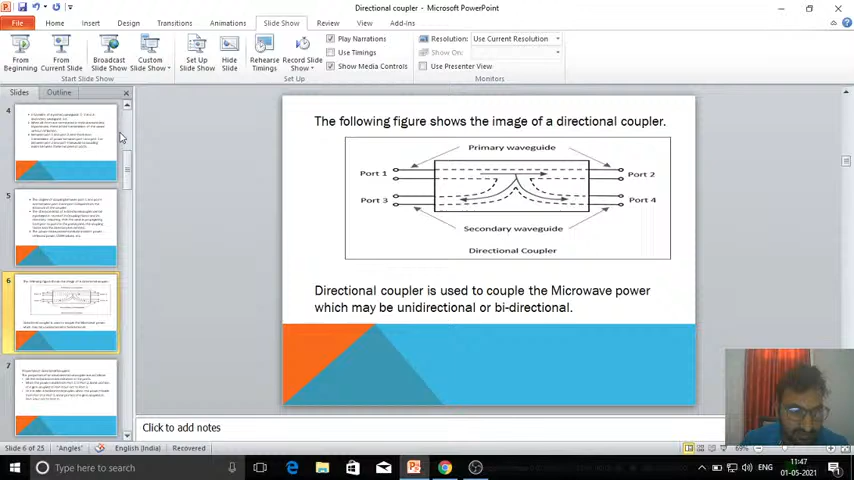 Directional coupler - Microsoft PowerPoint
File
Home
Insert
Design
Transitions
Animations
Slide Show
Review
View
Add-ins
From Beginning
From Current Slide
Broadcast Slide Show
Custom Slide Show
Start Slide Show
Set Up Slide Show
Hide Slide
Rehearse Timings
Record Slide Show
Play Narrations
Use Timings
Show Media Controls
Set Up
Resolution: Use Current Resolution
Show On:
Use Presenter View
Monitors
Slides
Outline
4
5
6
7
The following figure shows the image of a directional coupler.
Primary waveguide
Port 1
Port 2
Port 3
Port 4
Secondary waveguide
Directional Coupler
Directional coupler is used to couple the Microwave power
which may be unidirectional or bi-directional.
Click to add notes
Slide 6 of 25
"Angles"
English (India)
Recovered
69%
Type here to search
ENG
11:47
01-05-2021